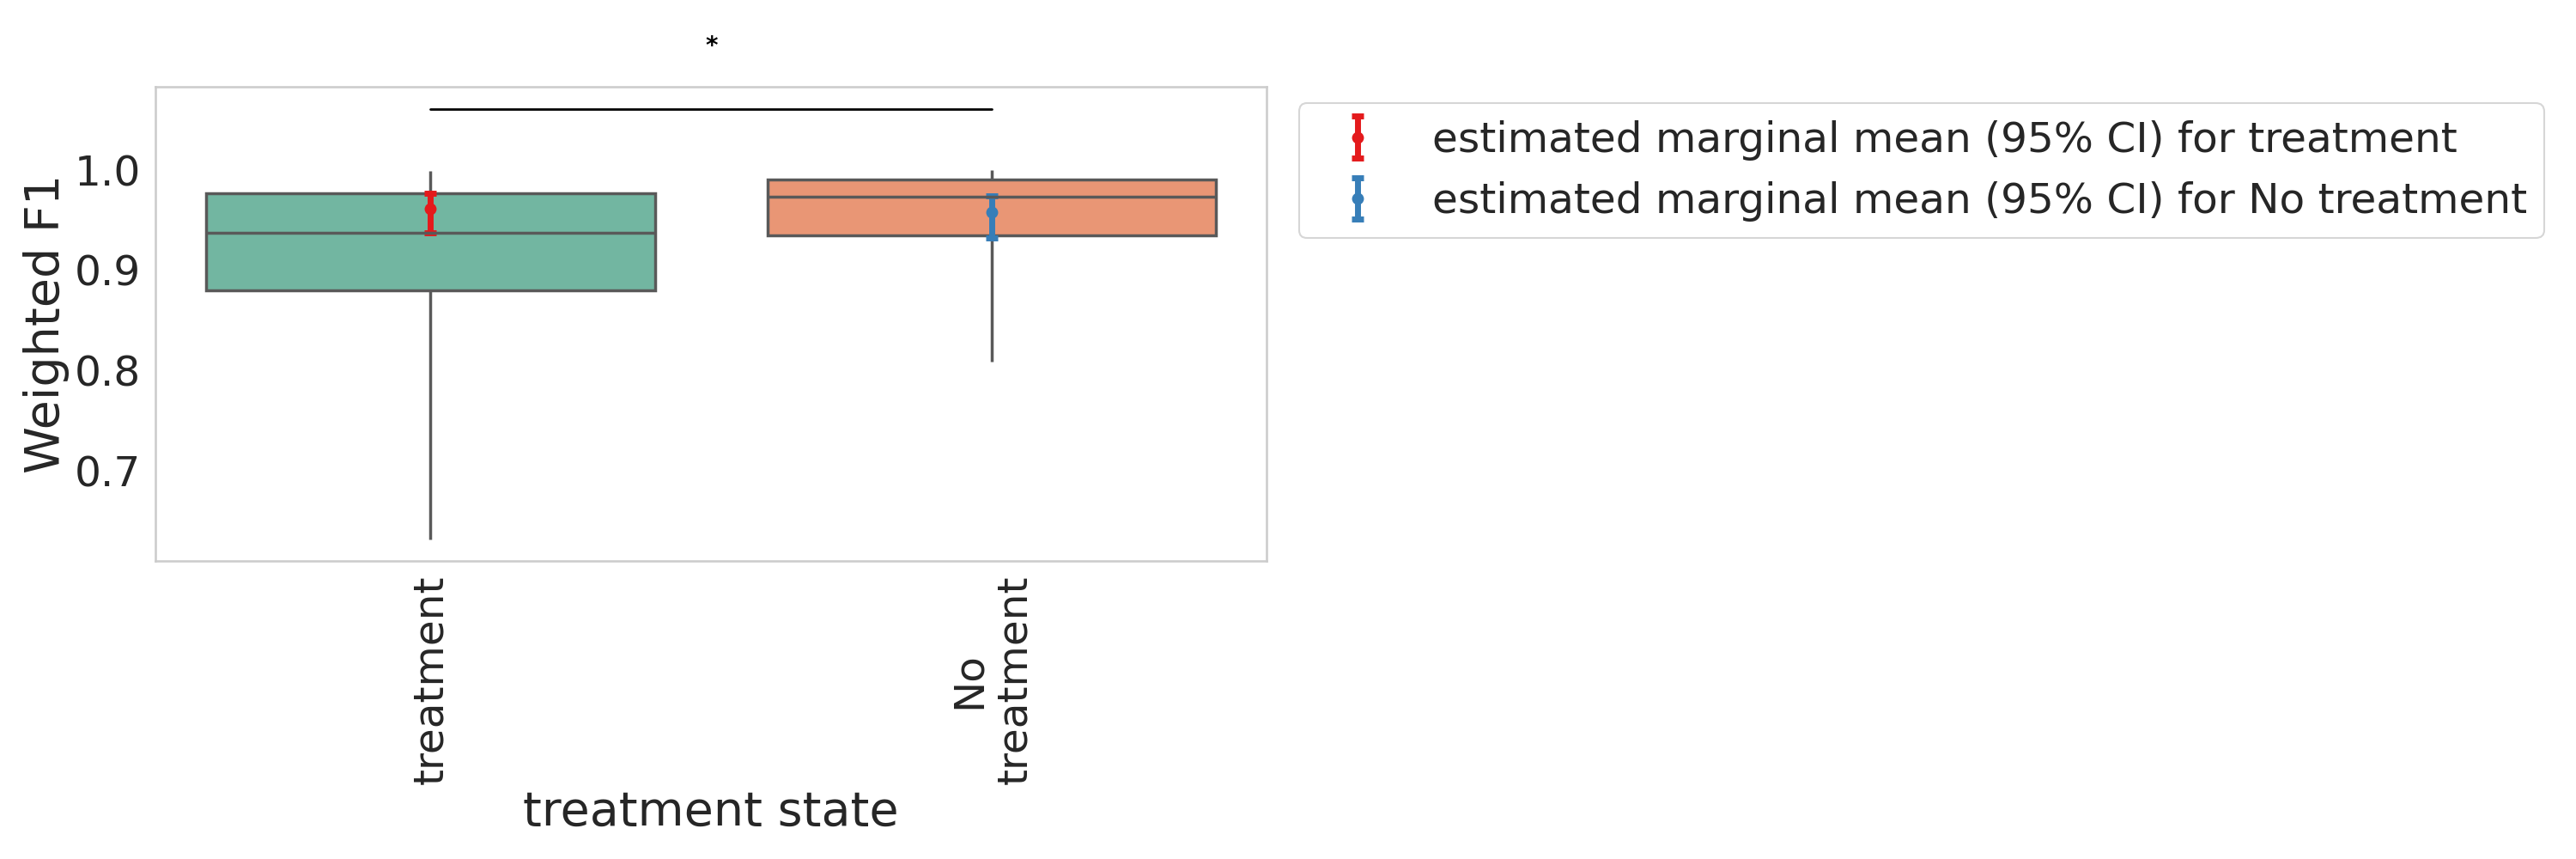 *
Weighted F1
1.0
0.9
0.8
0.7
treatment
No
treatment
treatment state
estimated marginal mean (95% CI) for treatment
estimated marginal mean (95% CI) for No treatment